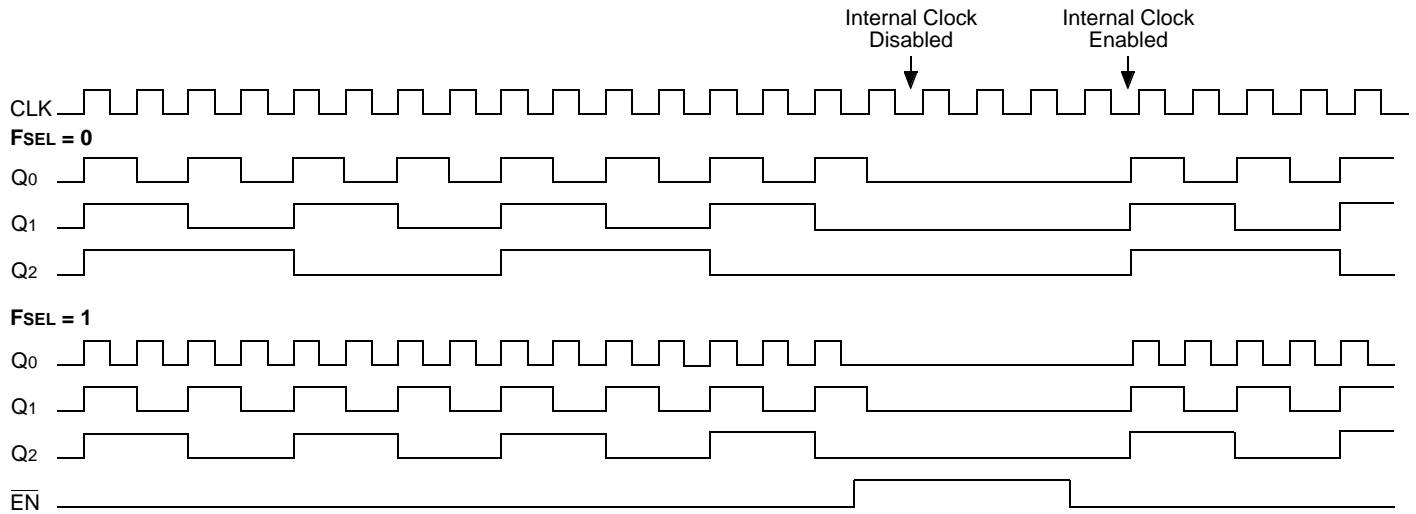 Internal Clock
Disabled
Internal Clock
Enabled
CLK
FSEL = 0
Q0
Q1
Q2
FSEL = 1
Q0
Q1
Q2
EN